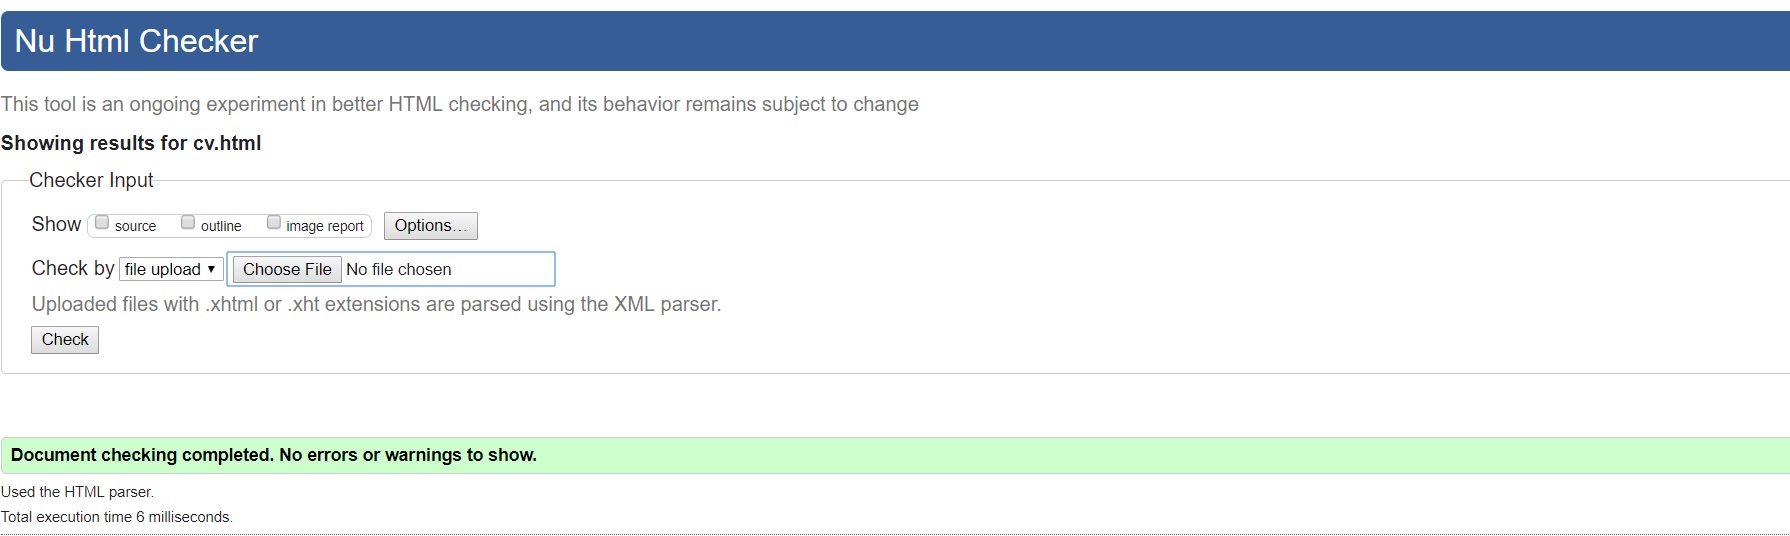 Nu Html Checker
This tool is an ongoing experiment in better HTML checking, and its behavior remains subject to change
Showing results for cv.html
Checker Input
Show source outline image report Options...
Check by file upload Choose File No file chosen
Uploaded files with .xhtml or .xht extensions are parsed using the XML parser.
Check
Document checking completed. No errors or warnings to show.
Used the HTML parser.
Total execution time 6 milliseconds.